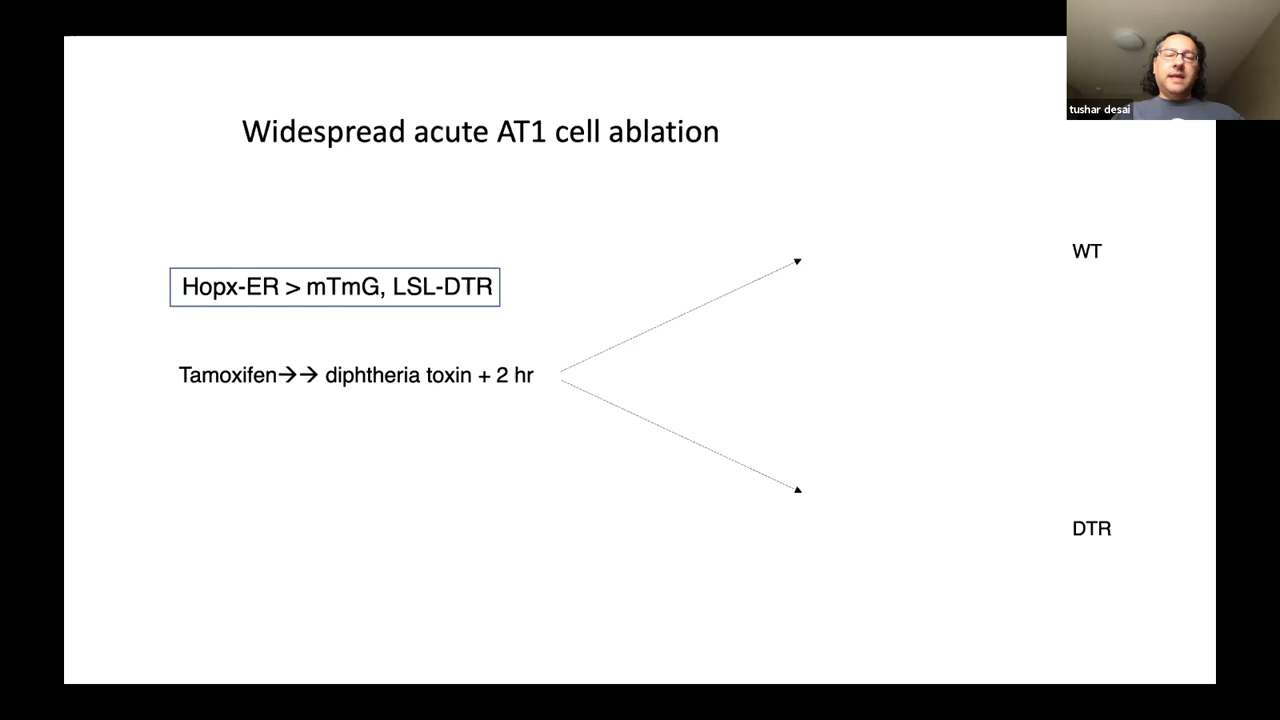 tushar desai
Widespread acute AT1 cell ablation
WT
Hopx-ER > mTmG, LSL-DTR
Tamoxifen→→ diphtheria toxin + 2 hr
DTR